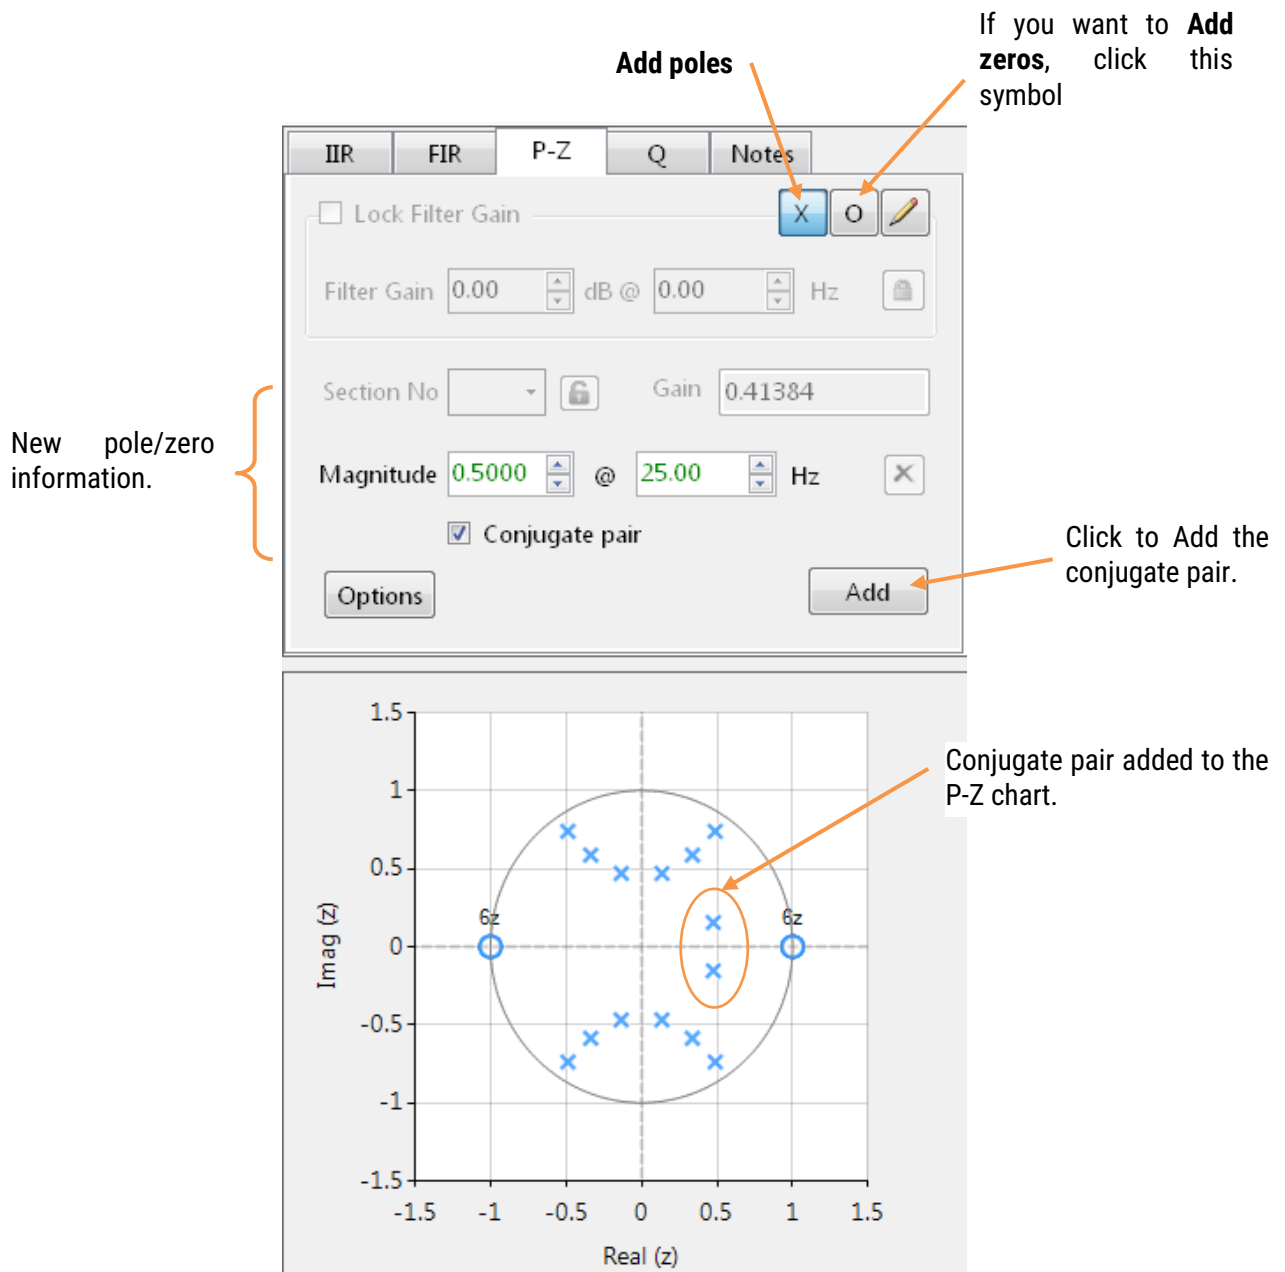 If you want to Add
zeros, click this
symbol
Add poles
IIR FIR P-Z Q Notes
Lock Filter Gain X O
Filter Gain 0.00 dB @ 0.00 Hz
Section No Gain 0.41384
New pole/zero
information.
Magnitude 0.5000 @ 25.00 Hz
Conjugate pair
Click to Add the
conjugate pair.
Options Add
1.5
Conjugate pair added to the
P-Z chart.
1
0.5
6z 6z
Imag (z)
0
-0.5
-1
-1.5
-1.5 -1 -0.5 0 0.5 1 1.5
Real (z)